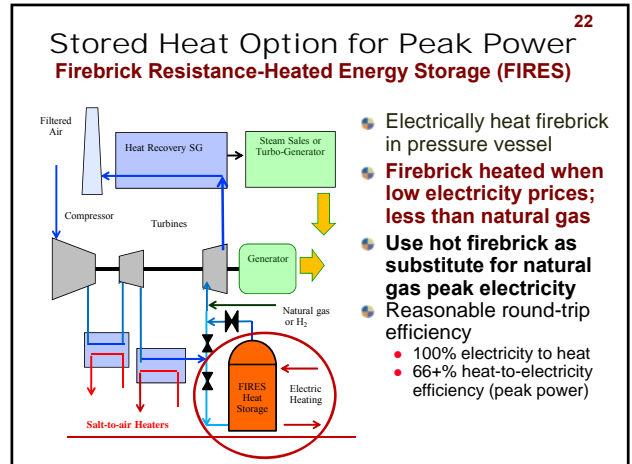 22
Stored Heat Option for Peak Power
Firebrick Resistance-Heated Energy Storage (FIRES)
Filtered
Air
Heat Recovery SG
Steam Sales or
Turbo-Generator
Compressor
Turbines
Generator
Natural gas
or H₂
FIRES
Heat
Storage
Electric
Heating
Salt-to-air Heaters
Electrically heat firebrick
in pressure vessel
Firebrick heated when
low electricity prices;
less than natural gas
Use hot firebrick as
substitute for natural
gas peak electricity
Reasonable round-trip
efficiency
100% electricity to heat
66+% heat-to-electricity
efficiency (peak power)